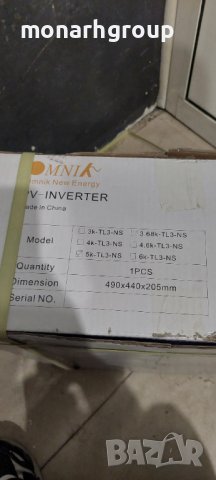 monarhgroup.com
OMNIK
Omnik New Energy
PV-INVERTER
Made in China
Model
3k-TL3-NS 3.68k-TL3-NS
4k-TL3-NS 4.6k-TL3-NS
5k-TL3-NS 6k-TL3-NS
Quantity 1PCS
Dimension 490x440x205mm
Serial NO.
BAZAR
bg